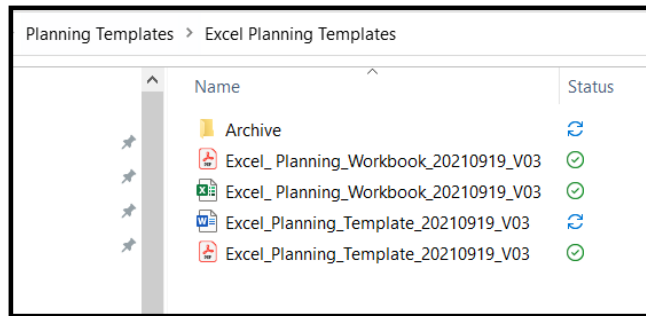 Planning Templates > Excel Planning Templates
Name Status
Archive
Excel_ Planning_Workbook_20210919_V03
Excel_ Planning_Workbook_20210919_V03
Excel_Planning_Template_20210919_V03
Excel_Planning_Template_20210919_V03